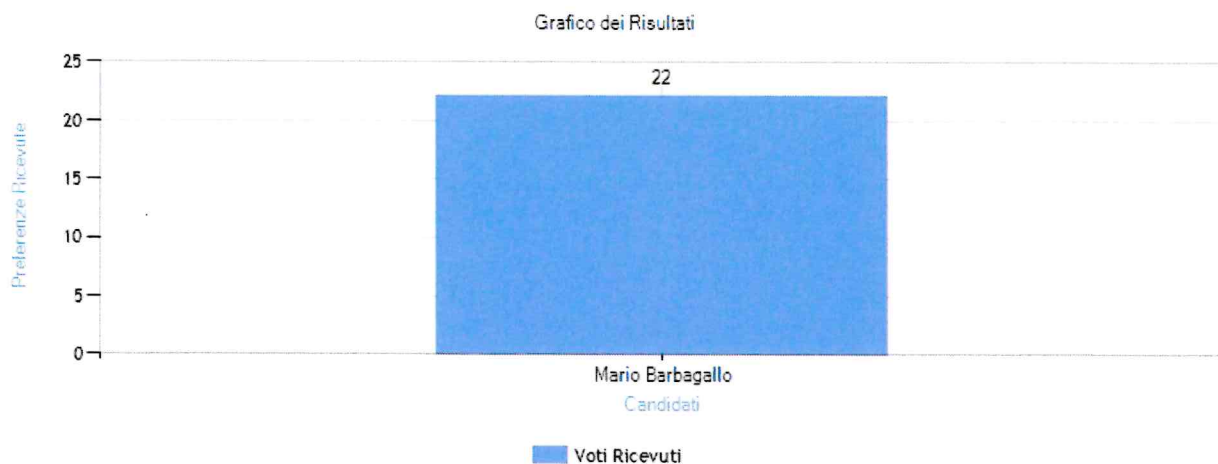 Grafico dei Risultati
25
22
20
15
10
5
0
Preferenze Ricevute
Mario Barbagallo
Candidati
Voti Ricevuti